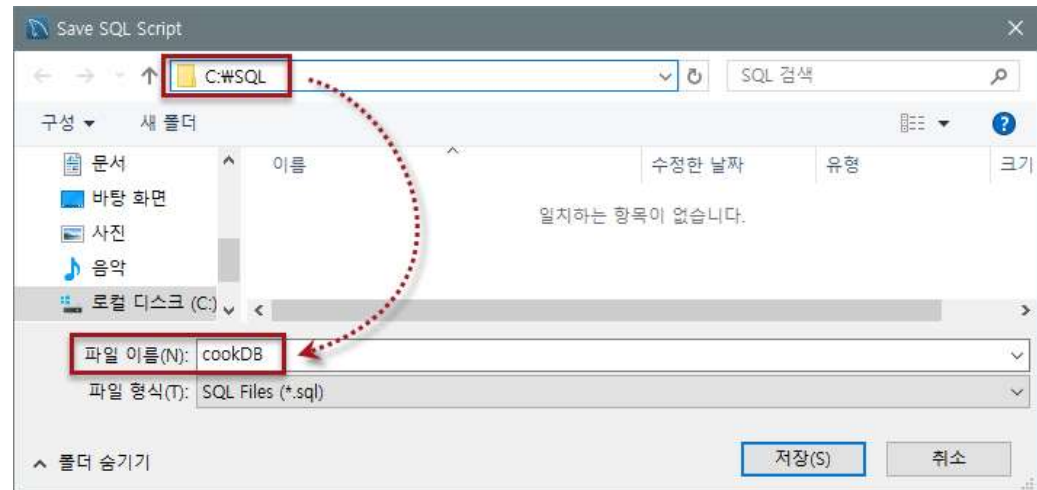 Save SQL Script
C:₩SQL
SQL 검색
구성
새 폴더
문서
이름
수정한 날짜
유형
크기
바탕 화면
일치하는 항목이 없습니다.
사진
음악
로컬 디스크 (C:)
파일 이름(N): cookDB
파일 형식(T): SQL Files (*.sql)
폴더 숨기기
저장(S)
취소